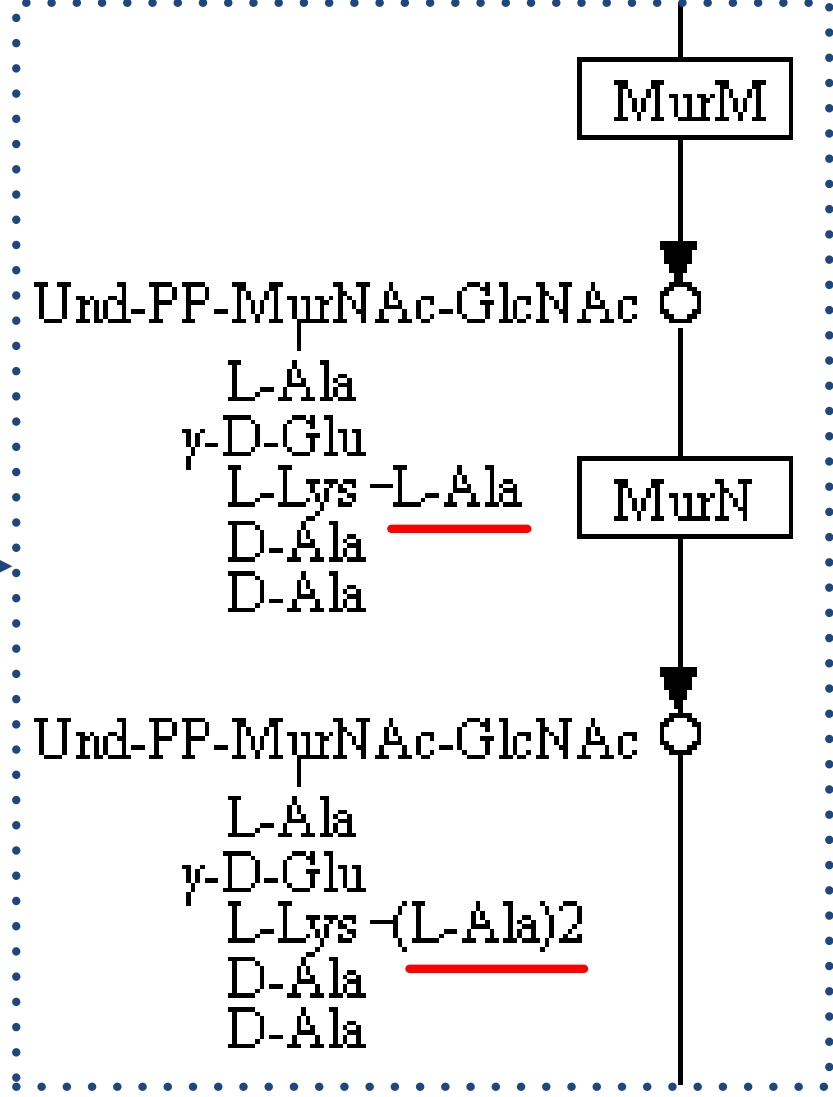 MurM
Und-PP-MurNAc-GlcNAc
L-Ala
γ-D-Glu
L-Lys-L-Ala
D-Ala
D-Ala
MurN
Und-PP-MurNAc-GlcNAc
L-Ala
γ-D-Glu
L-Lys-(L-Ala)2
D-Ala
D-Ala